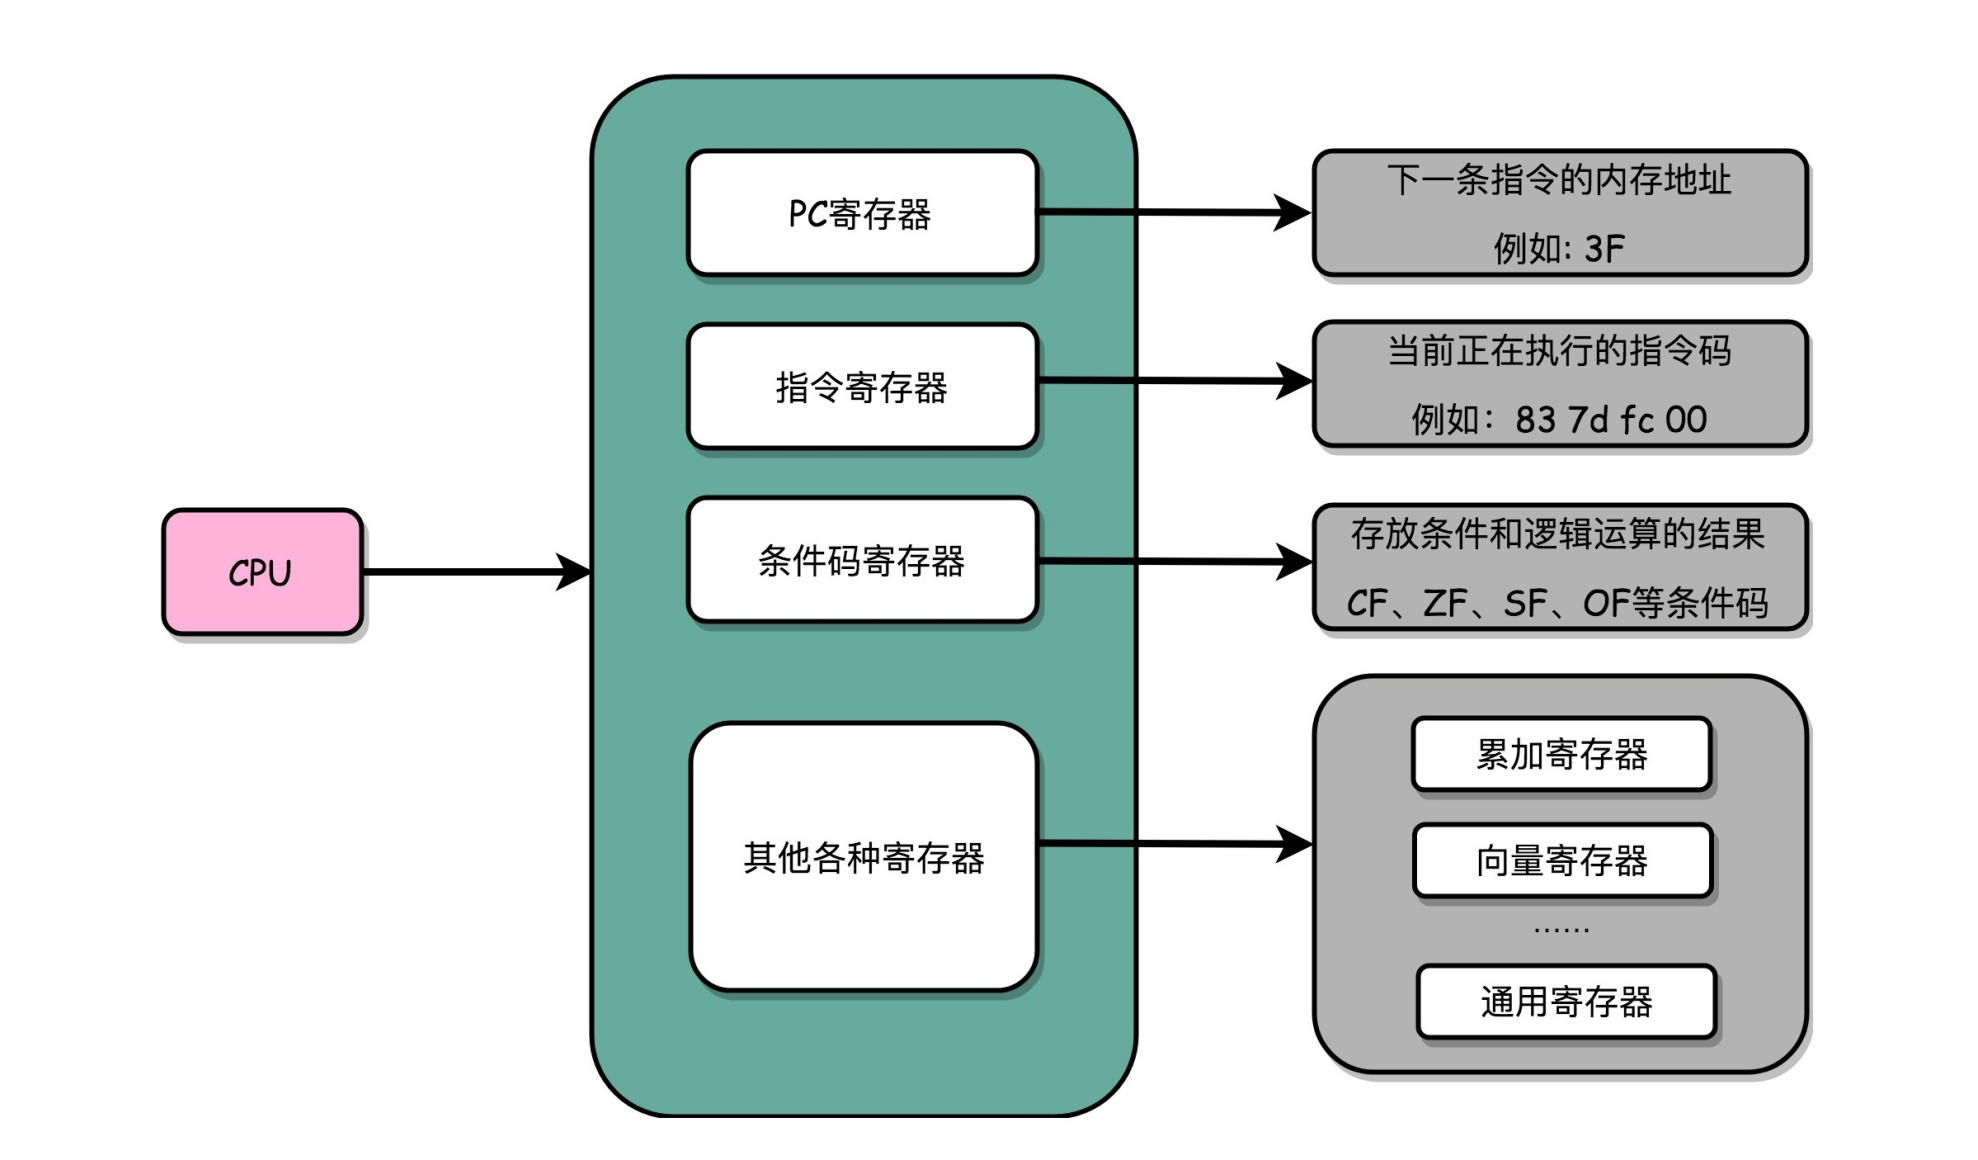 CPU
PC寄存器
下一条指令的内存地址
例如: 3F
指令寄存器
当前正在执行的指令码
例如：83 7d fc 00
条件码寄存器
存放条件和逻辑运算的结果
CF、ZF、SF、OF等条件码
其他各种寄存器
累加寄存器
向量寄存器
......
通用寄存器